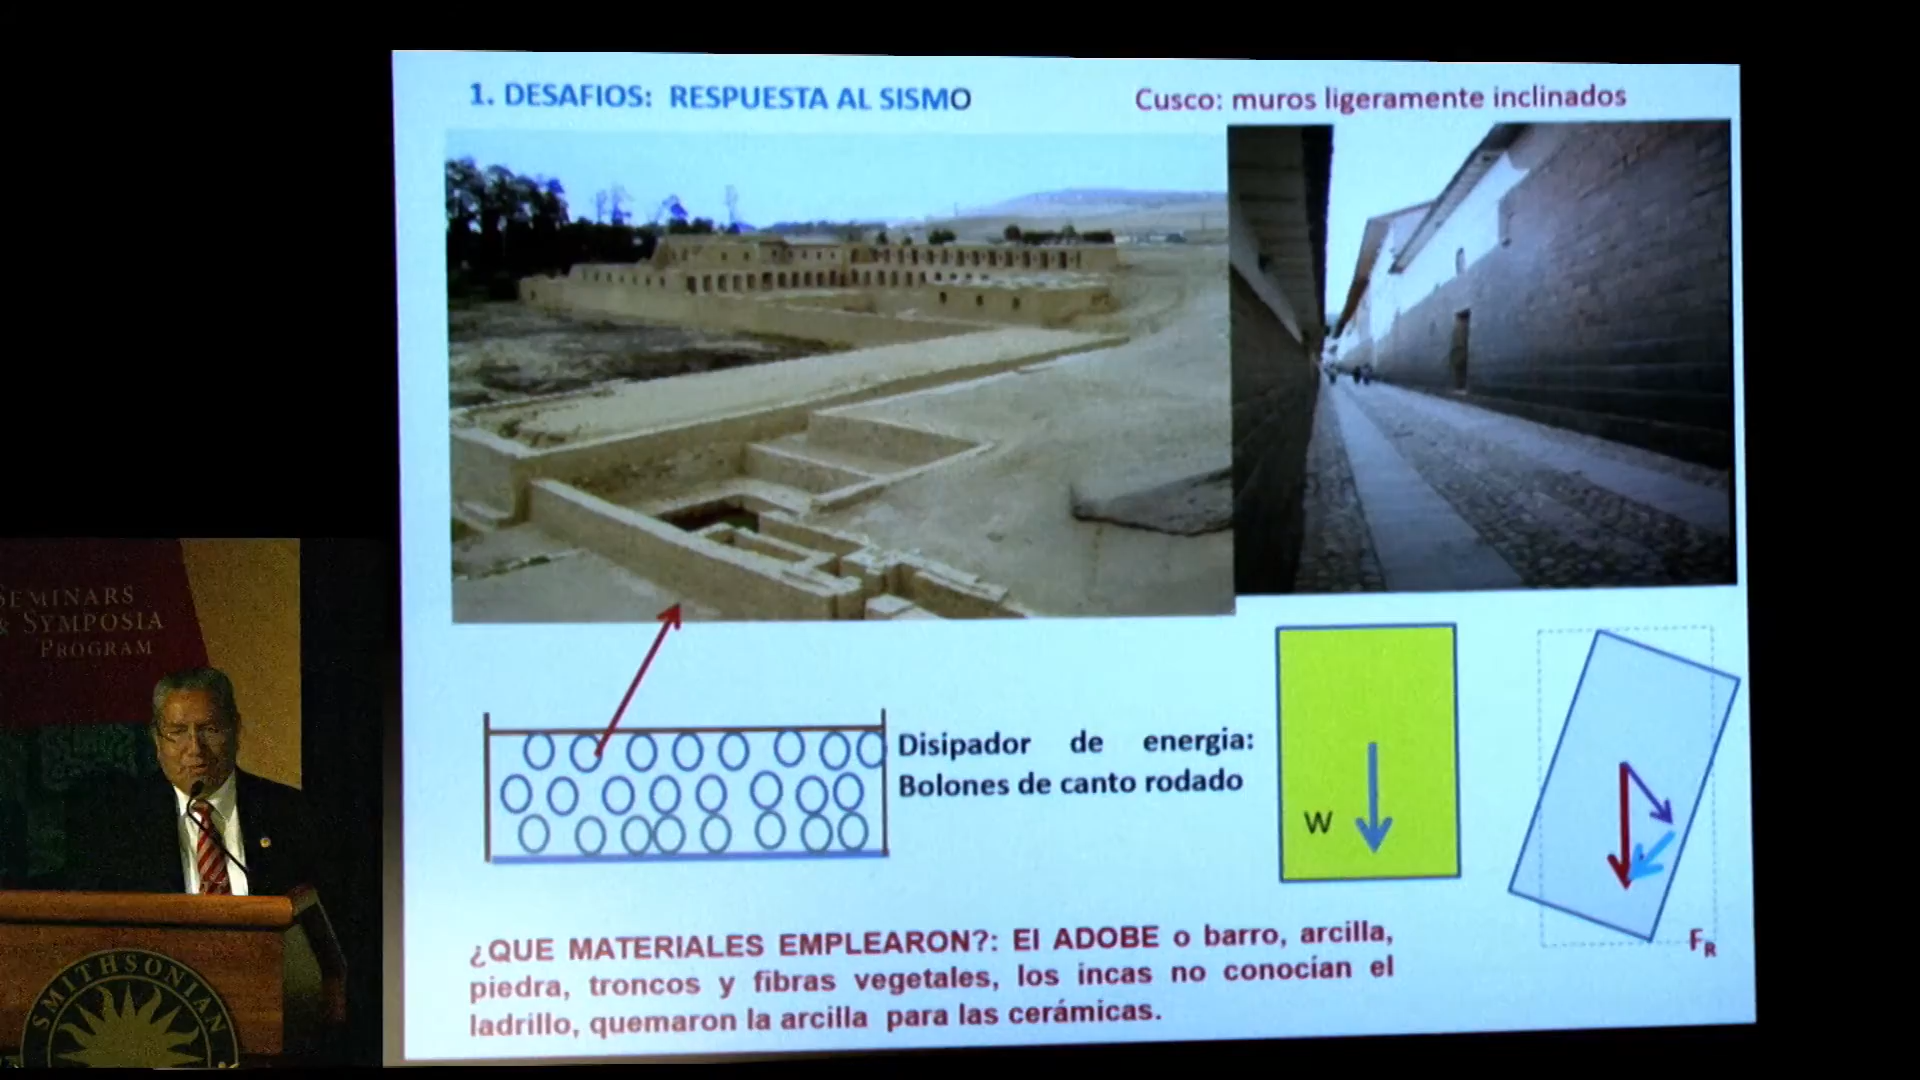 1. DESAFIOS: RESPUESTA AL SISMO
Cusco: muros ligeramente inclinados
Disipador de energia:
Bolones de canto rodado
W
FR
¿QUE MATERIALES EMPLEARON?: El ADOBE o barro, arcilla,
piedra, troncos y fibras vegetales, los incas no conocían el
ladrillo, quemaron la arcilla para las cerámicas.
SEMINARS
& SYMPOSIA
PROGRAM
SMITHSONIAN